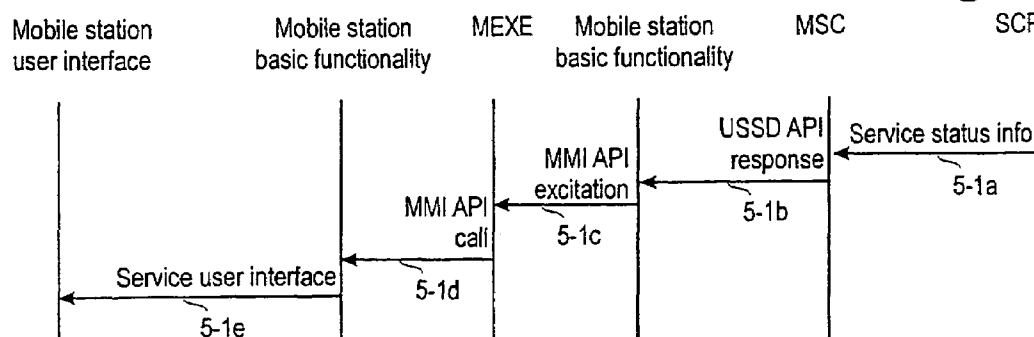 Mobile station
user interface
Mobile station
basic functionality
MEXE
Mobile station
basic functionality
MSC
USSD API
response
Service status info
5-1a
MMI API
excitation
5-1b
MMI API
call
5-1c
Service user interface
5-1d
5-1e